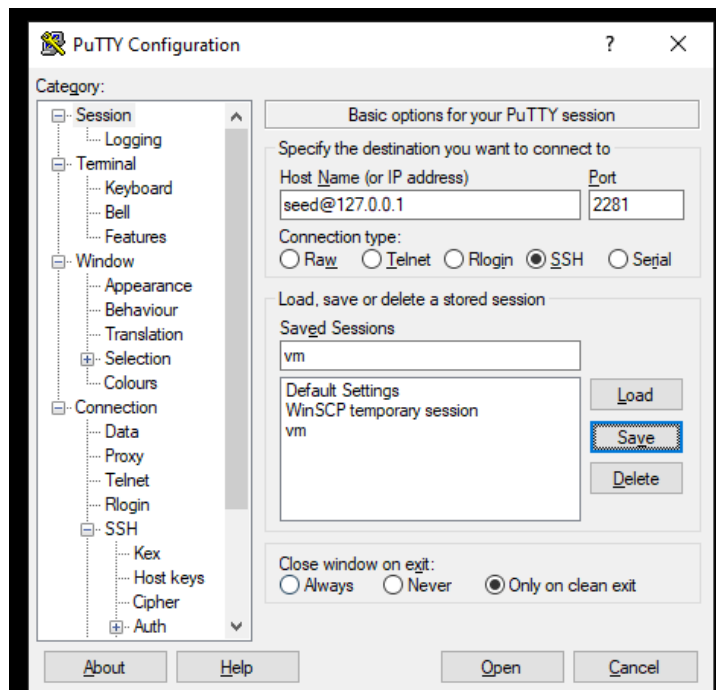 PuTTY Configuration
?
Category:
Session
Logging
Terminal
Keyboard
Bell
Features
Window
Appearance
Behaviour
Translation
Selection
Colours
Connection
Data
Proxy
Telnet
Rlogin
SSH
Kex
Host keys
Cipher
Auth
Basic options for your PuTTY session
Specify the destination you want to connect to
Host Name (or IP address) Port
seed@127.0.0.1 2281
Connection type:
Raw Telnet Rlogin SSH Serial
Load, save or delete a stored session
Saved Sessions
vm
Default Settings
WinSCP temporary session
vm
Load
Save
Delete
Close window on exit:
Always Never Only on clean exit
About Help Open Cancel